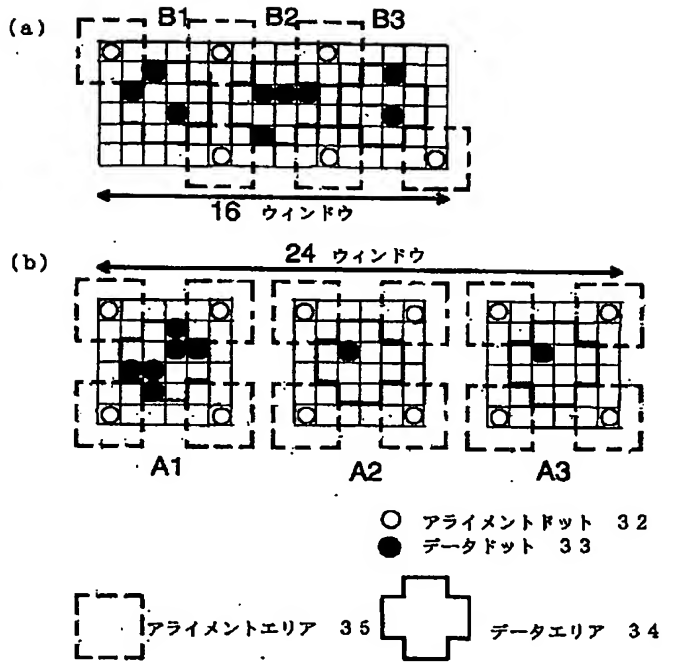 (a)
B1 B2 B3
16 ウィンドウ
(b)
24 ウィンドウ
A1 A2 A3
アライメントドット 32
データドット 33
アライメントエリア 35
データエリア 34